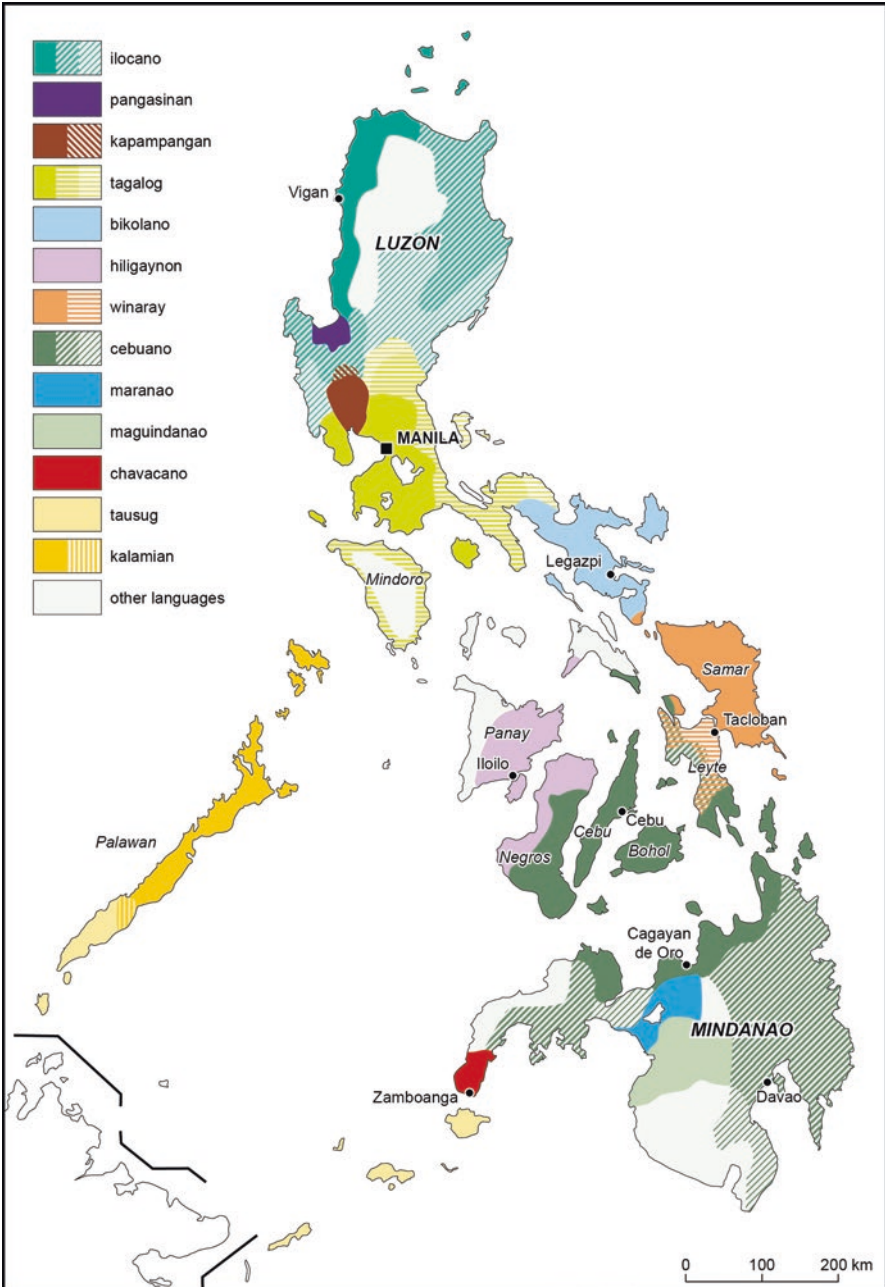 ilocano
pangasinan
kapampangan
tagalog
bikolano
hiligaynon
winaray
cebuano
maranao
maguindanao
chavacano
tausug
kalamian
other languages
Vigan
LUZON
MANILA
Legazpi
Mindoro
Samar
Tacloban
Panay
Iloilo
Leyte
Cebu
Cebu
Palawan
Negros
Bohol
Cagayan
de Oro
MINDANAO
Zamboanga
Davao
0 100 200 km